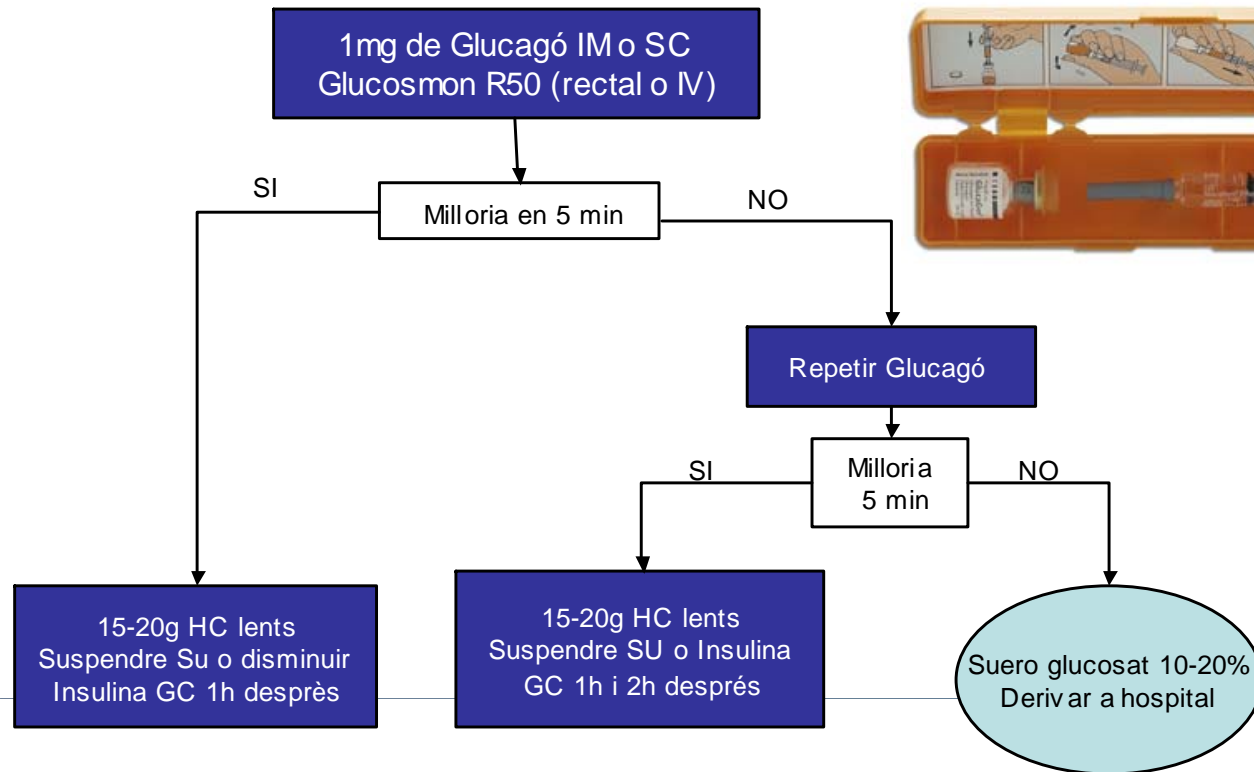 1mg de Glucagó IM o SC
Glucosmon R50 (rectal o IV)
SI
Milloria en 5 min
NO
Repetir Glucagó
SI
Milloria
5 min
NO
15-20g HC lents
Suspendre Su o disminuir
Insulina GC 1h desprès
15-20g HC lents
Suspendre SU o Insulina
GC 1h i 2h després
Suero glucosat 10-20%
Derivar a hospital